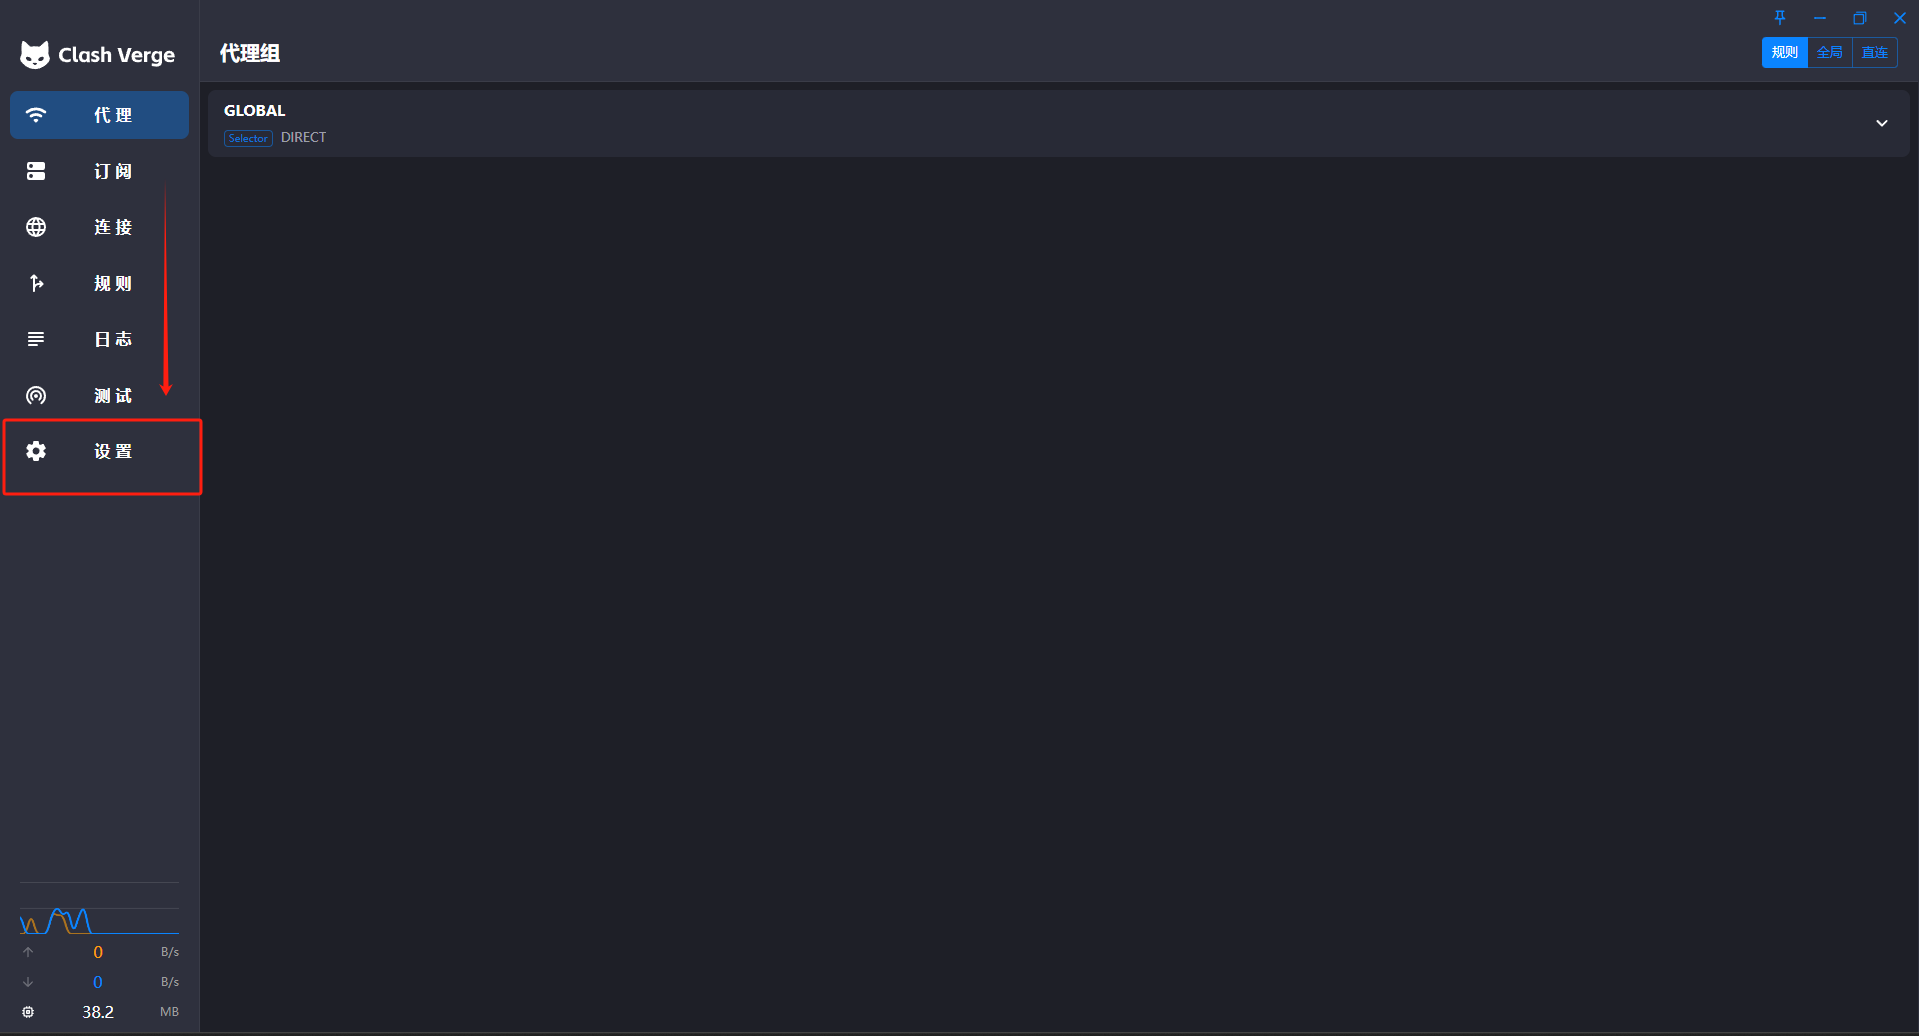 Clash Verge
代理
订阅
连接
规则
日志
测试
设置
0 B/s
0 B/s
38.2 MB
代理组
规则 全局 直连
GLOBAL
Selector DIRECT